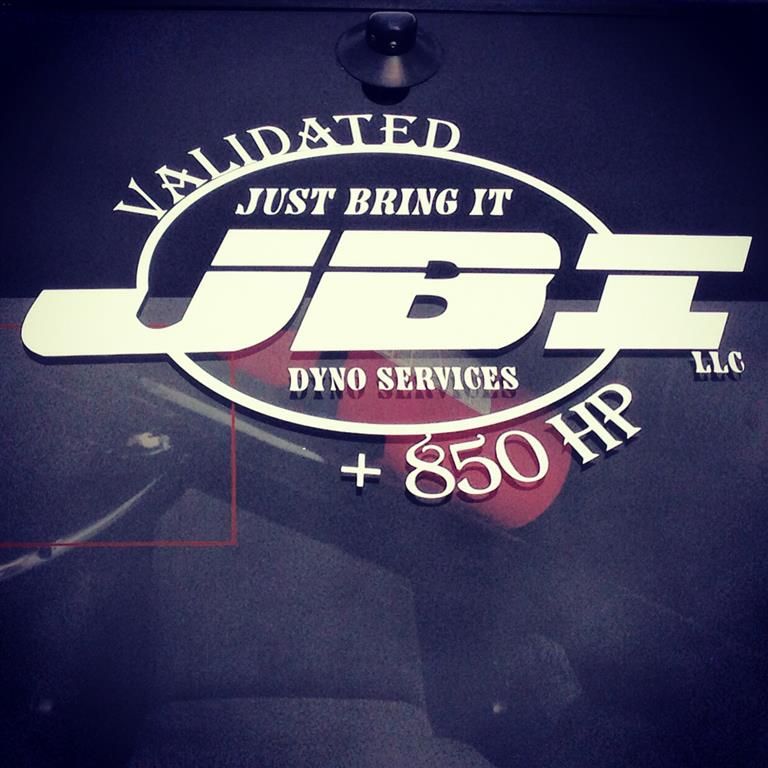 VALIDATED
JUST BRING IT
JBI
LLC
DYNO SERVICES
+ 850 HP